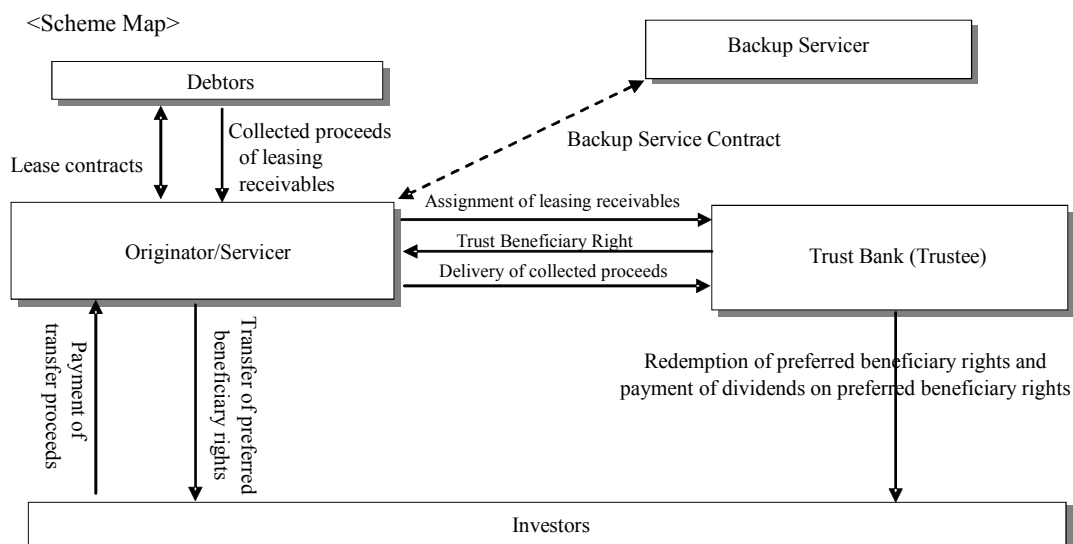 <Scheme Map>
Backup Servicer
Debtors
Lease contracts
Collected proceeds
of leasing
receivables
Backup Service Contract
Originator/Servicer
Assignment of leasing receivables
Trust Beneficiary Right
Delivery of collected proceeds
Trust Bank (Trustee)
Payment of
transfer proceeds
Transfer of preferred
beneficiary rights
Redemption of preferred beneficiary rights and
payment of dividends on preferred beneficiary rights
Investors